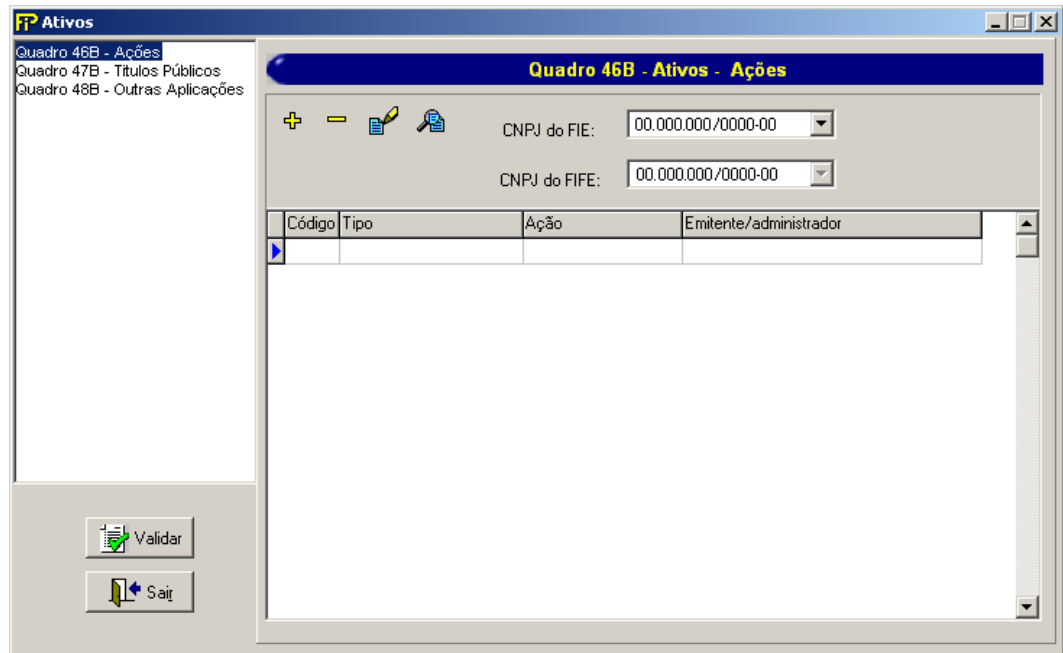 FIP Ativos
Quadro 46B - Ações
Quadro 47B - Titulos Públicos
Quadro 48B - Outras Aplicações
Quadro 46B - Ativos - Ações
CNPJ do FIE: 00.000.000/0000-00
CNPJ do FIFE: 00.000.000/0000-00
Código Tipo Ação Emitente/administrador
Validar
Sair